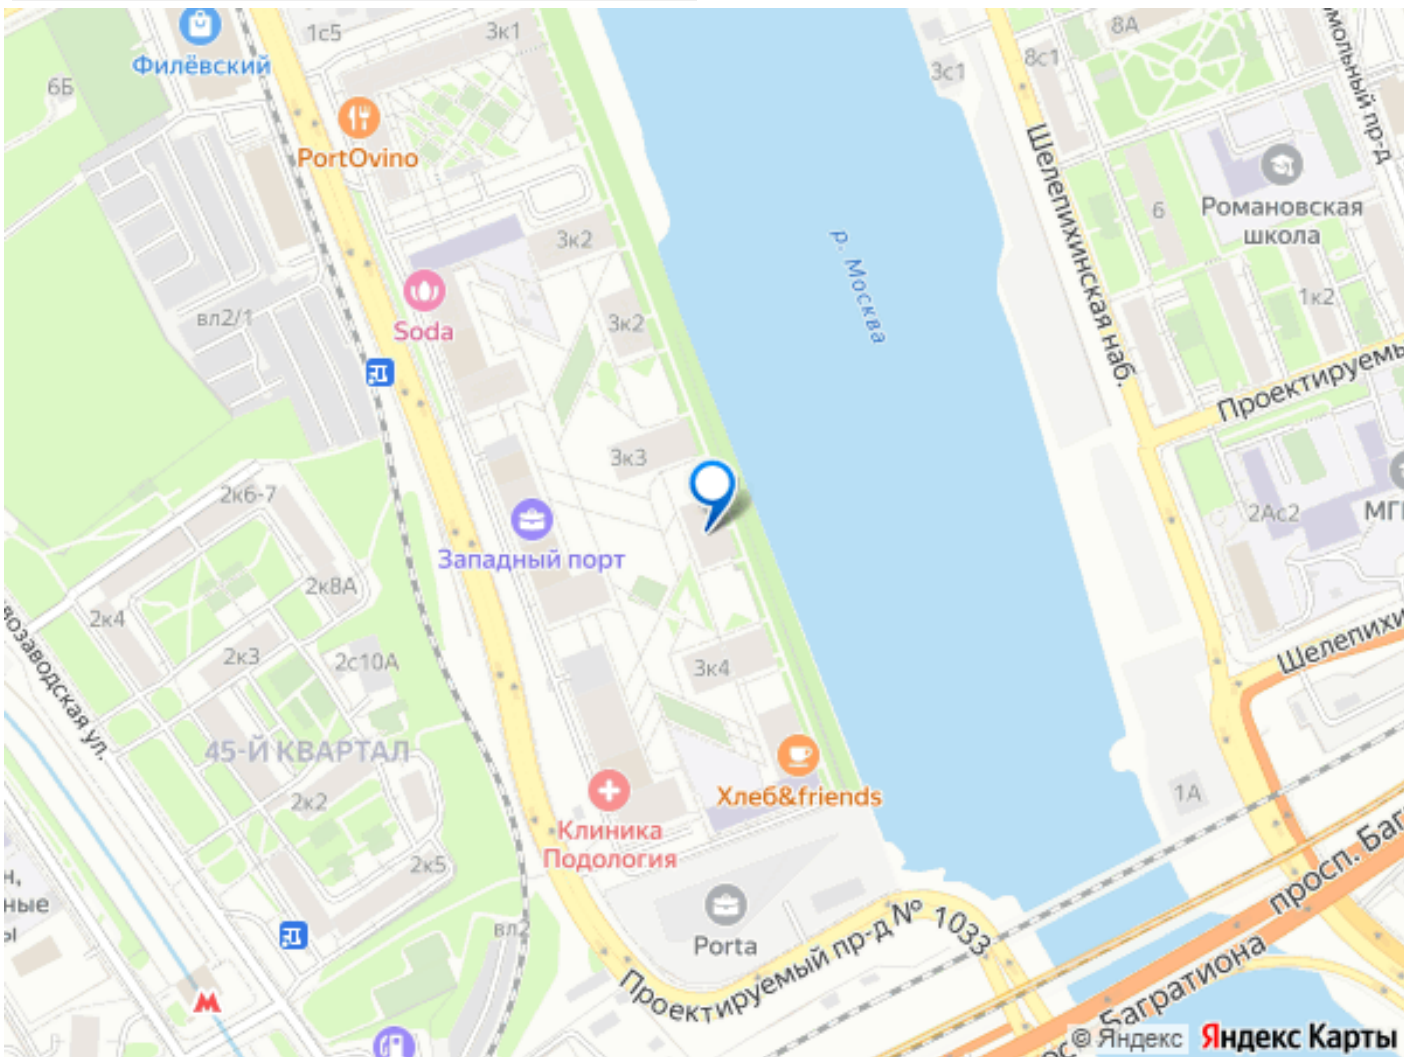 1с5
3к1
8А
Филёвский
8с1
3с1
6Б
PortOvino
Шелепихинская наб.
Романовская
школа
6
р. Москва
3к2
1к2
вл2/1
3к2
Soda
3к3
2к6-7
2Ас2
Западный порт
2к8А
2к4
2к3
2с10А
3к4
45-Й КВАРТАЛ
Хлеб&friends
1А
2к2
Клиника
Подология
2к5
вл2
Porta
Проектируемый пр-д № 1033
просп. Баг
Багратиона
© Яндекс
Яндекс Карты